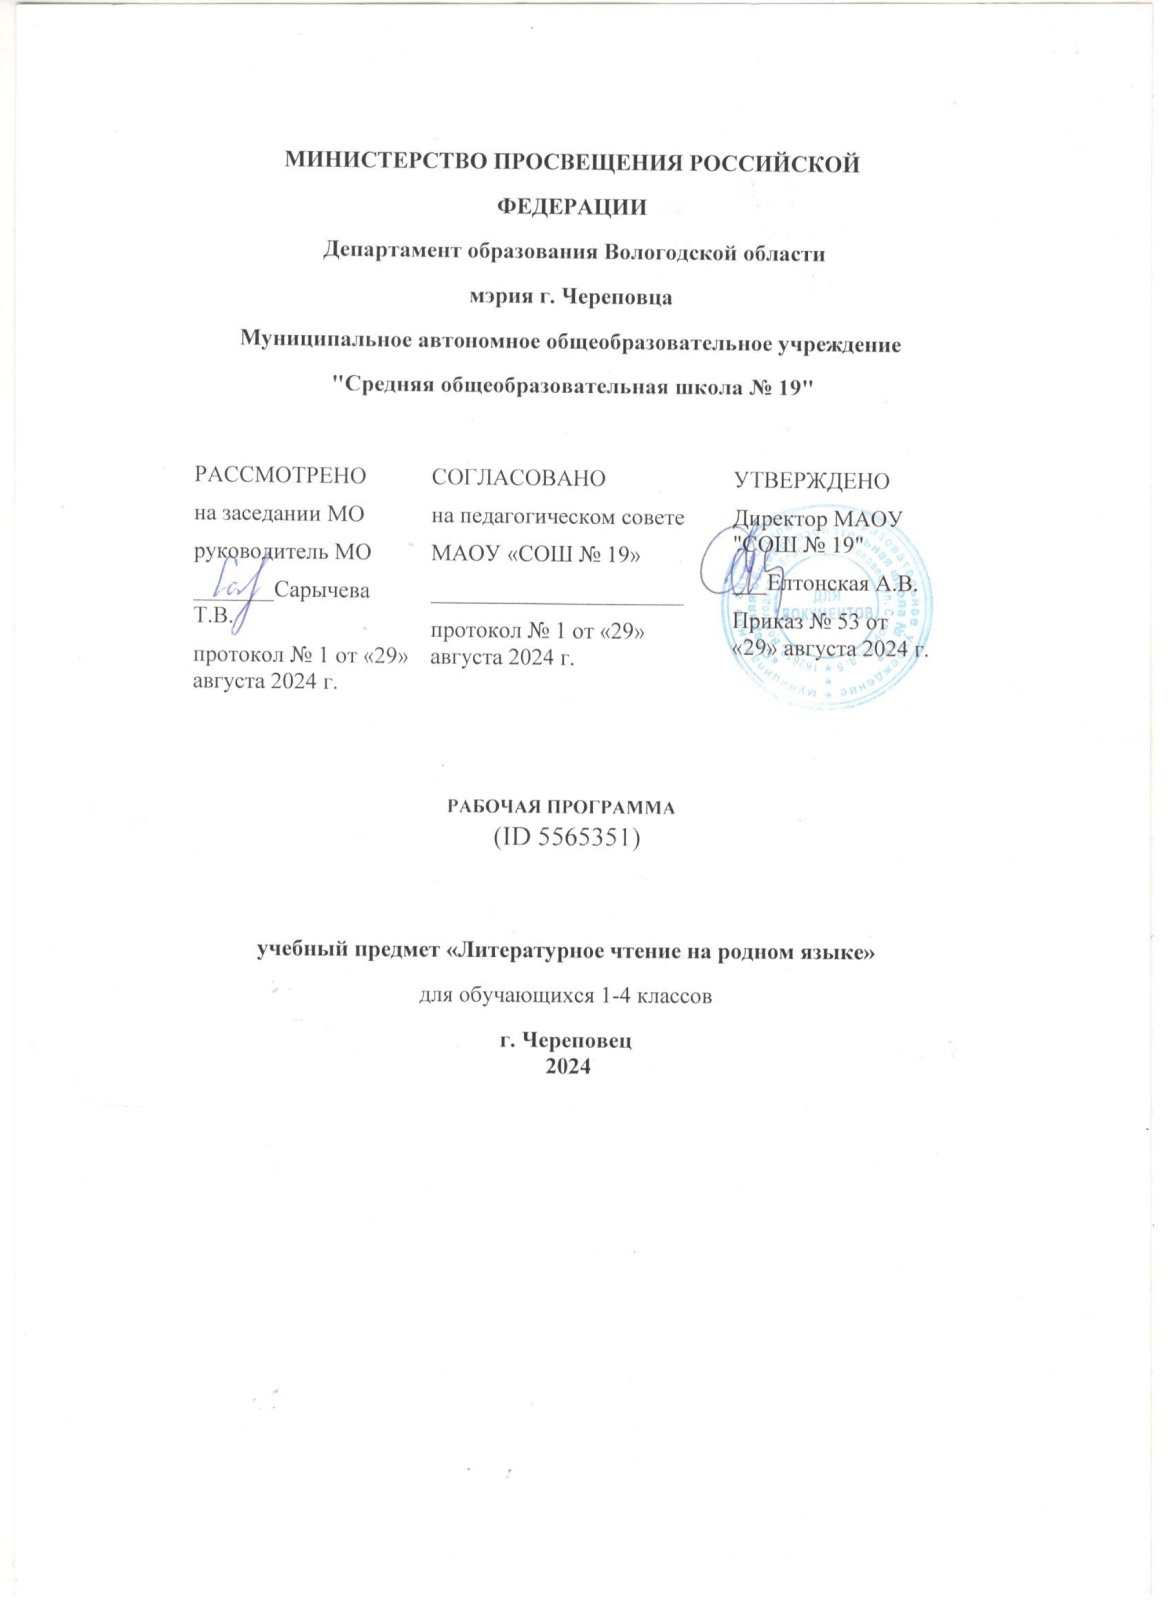 МИНИСТЕРСТВО ПРОСВЕЩЕНИЯ РОССИЙСКОЙ
ФЕДЕРАЦИИ
Департамент образования Вологодской области
мэрия г. Череповца
Муниципальное автономное общеобразовательное учреждение
"Средняя общеобразовательная школа № 19"
РАССМОТРЕНО
на заседании МО
руководитель МО
_______Сарычева
Т.В.
протокол № 1 от «29»
августа 2024 г.
СОГЛАСОВАНО
на педагогическом совете
МАОУ «СОШ № 19»
протокол № 1 от «29»
августа 2024 г.
УТВЕРЖДЕНО
Директор МАОУ
"СОШ № 19"
___Елтонская А.В.
Приказ № 53 от
«29» августа 2024 г.
ДЛЯ
ДОКУМЕНТОВ
РАБОЧАЯ ПРОГРАММА
(ID 5565351)
учебный предмет «Литературное чтение на родном языке»
для обучающихся 1-4 классов
г. Череповец
2024